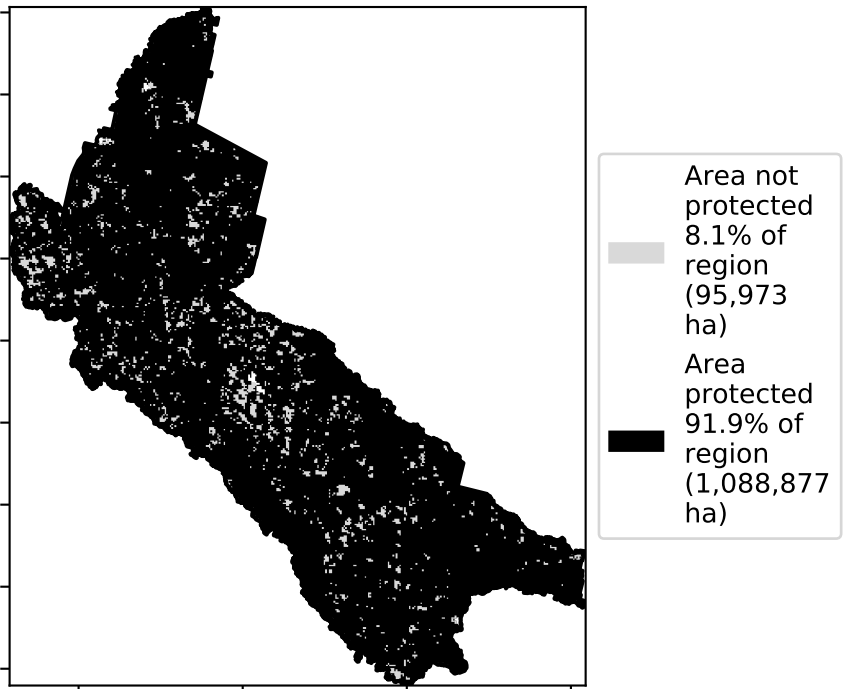 Area not
protected
8.1% of
region
(95,973
ha)
Area
protected
91.9% of
region
(1,088,877
ha)